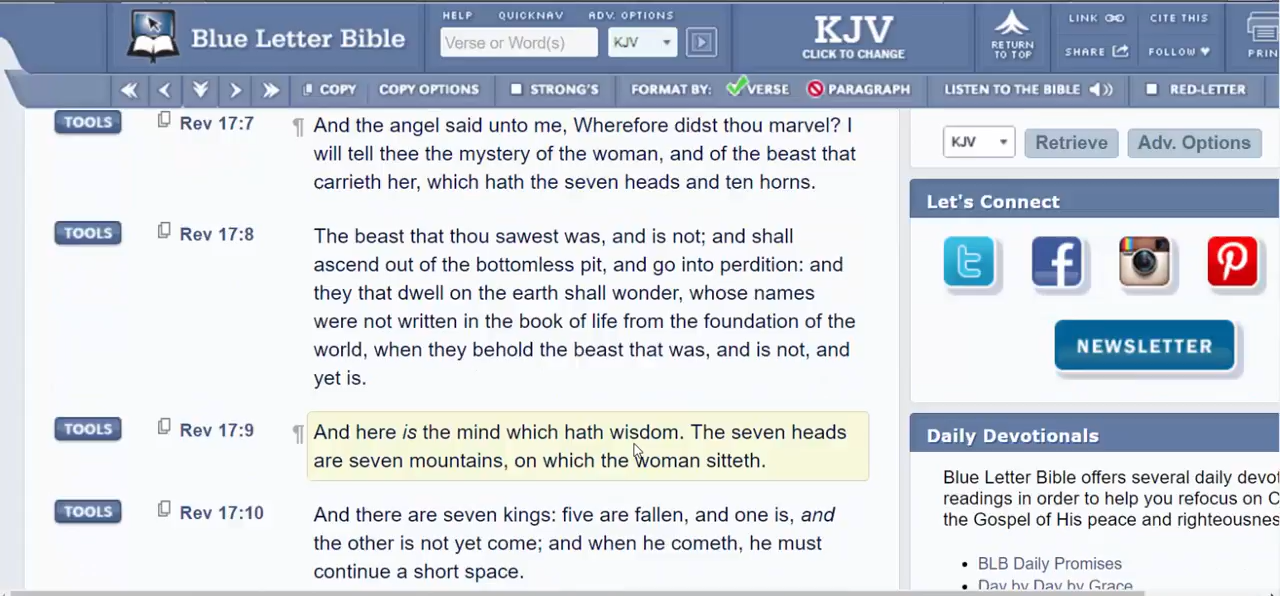 HELP QUICKNAV ADV. OPTIONS
Blue Letter Bible
Verse or Word(s) KJV
KJV
CLICK TO CHANGE
RETURN
TO TOP
LINK CITE THIS
SHARE FOLLOW
PRIN
COPY COPY OPTIONS STRONG'S FORMAT BY: VERSE PARAGRAPH LISTEN TO THE BIBLE RED-LETTER
TOOLS Rev 17:7 ¶ And the angel said unto me, Wherefore didst thou marvel? I
will tell thee the mystery of the woman, and of the beast that
carrieth her, which hath the seven heads and ten horns.
TOOLS Rev 17:8 The beast that thou sawest was, and is not; and shall
ascend out of the bottomless pit, and go into perdition: and
they that dwell on the earth shall wonder, whose names
were not written in the book of life from the foundation of the
world, when they behold the beast that was, and is not, and
yet is.
TOOLS Rev 17:9 ¶ And here is the mind which hath wisdom. The seven heads
are seven mountains, on which the woman sitteth.
TOOLS Rev 17:10 And there are seven kings: five are fallen, and one is, and
the other is not yet come; and when he cometh, he must
continue a short space.
KJV Retrieve Adv. Options
Let's Connect
NEWSLETTER
Daily Devotionals
Blue Letter Bible offers several daily devot
readings in order to help you refocus on C
the Gospel of His peace and righteousnes
• BLB Daily Promises
• Day by Day by Grace